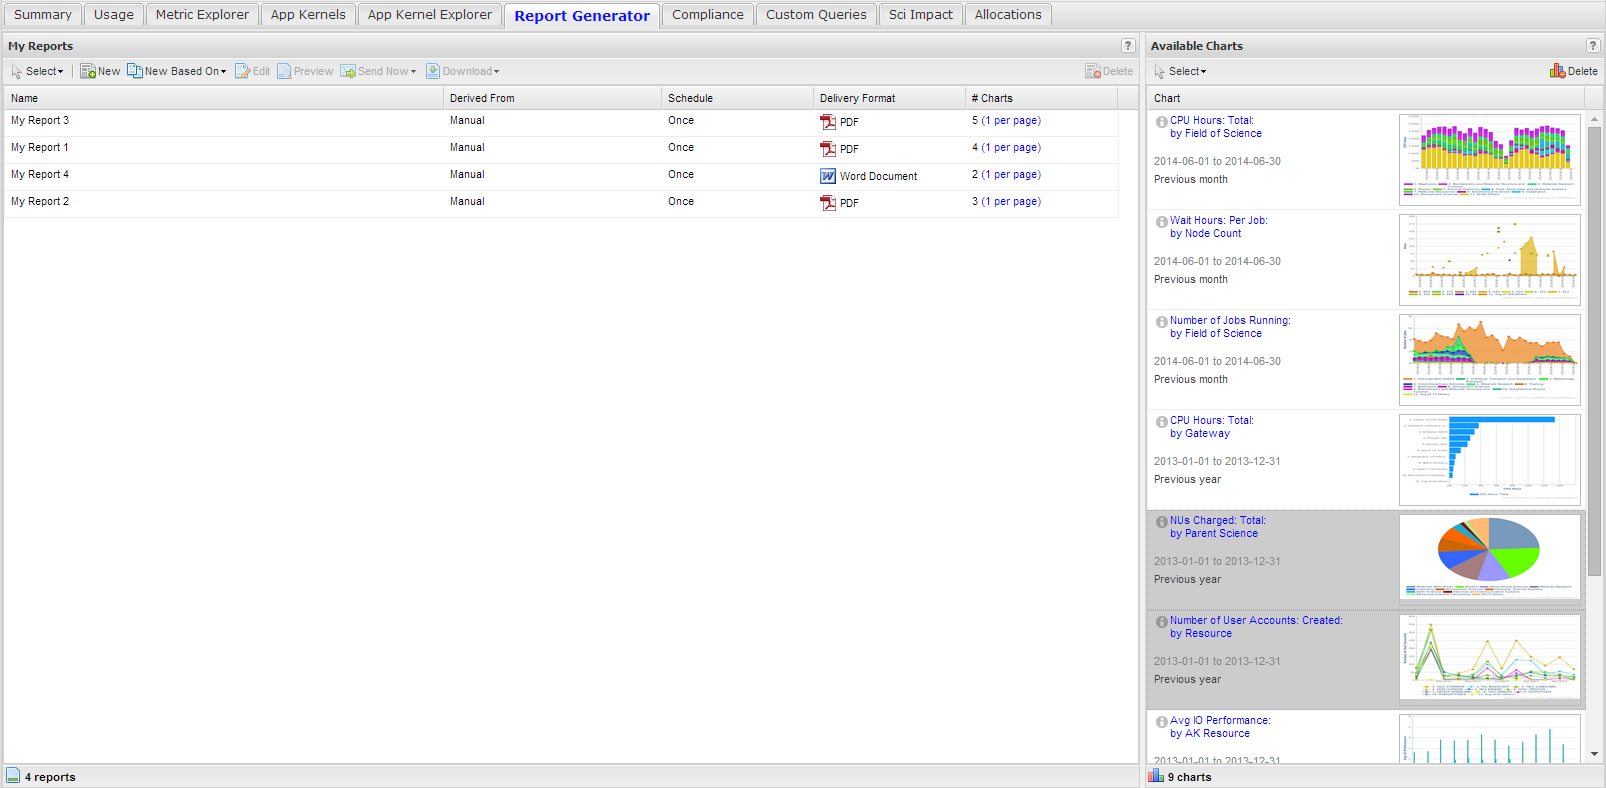 Summary Usage Metric Explorer App Kernels App Kernel Explorer Report Generator Compliance Custom Queries Sci Impact Allocations
My Reports ?
Select New New Based On Edit Preview Send Now Download Delete
Name Derived From Schedule Delivery Format # Charts
My Report 3 Manual Once PDF 5 (1 per page)
My Report 1 Manual Once PDF 4 (1 per page)
My Report 4 Manual Once Word Document 2 (1 per page)
My Report 2 Manual Once PDF 3 (1 per page)
4 reports
Available Charts ?
Select Delete
Chart
CPU Hours: Total:
by Field of Science
2014-06-01 to 2014-06-30
Previous month
Wait Hours: Per Job:
by Node Count
2014-06-01 to 2014-06-30
Previous month
Number of Jobs Running:
by Field of Science
2014-06-01 to 2014-06-30
Previous month
CPU Hours: Total:
by Gateway
2013-01-01 to 2013-12-31
Previous year
NUs Charged: Total:
by Parent Science
2013-01-01 to 2013-12-31
Previous year
Number of User Accounts: Created:
by Resource
2013-01-01 to 2013-12-31
Previous year
Avg IO Performance:
by AK Resource
2013-01-01 to 2013-12-31
9 charts